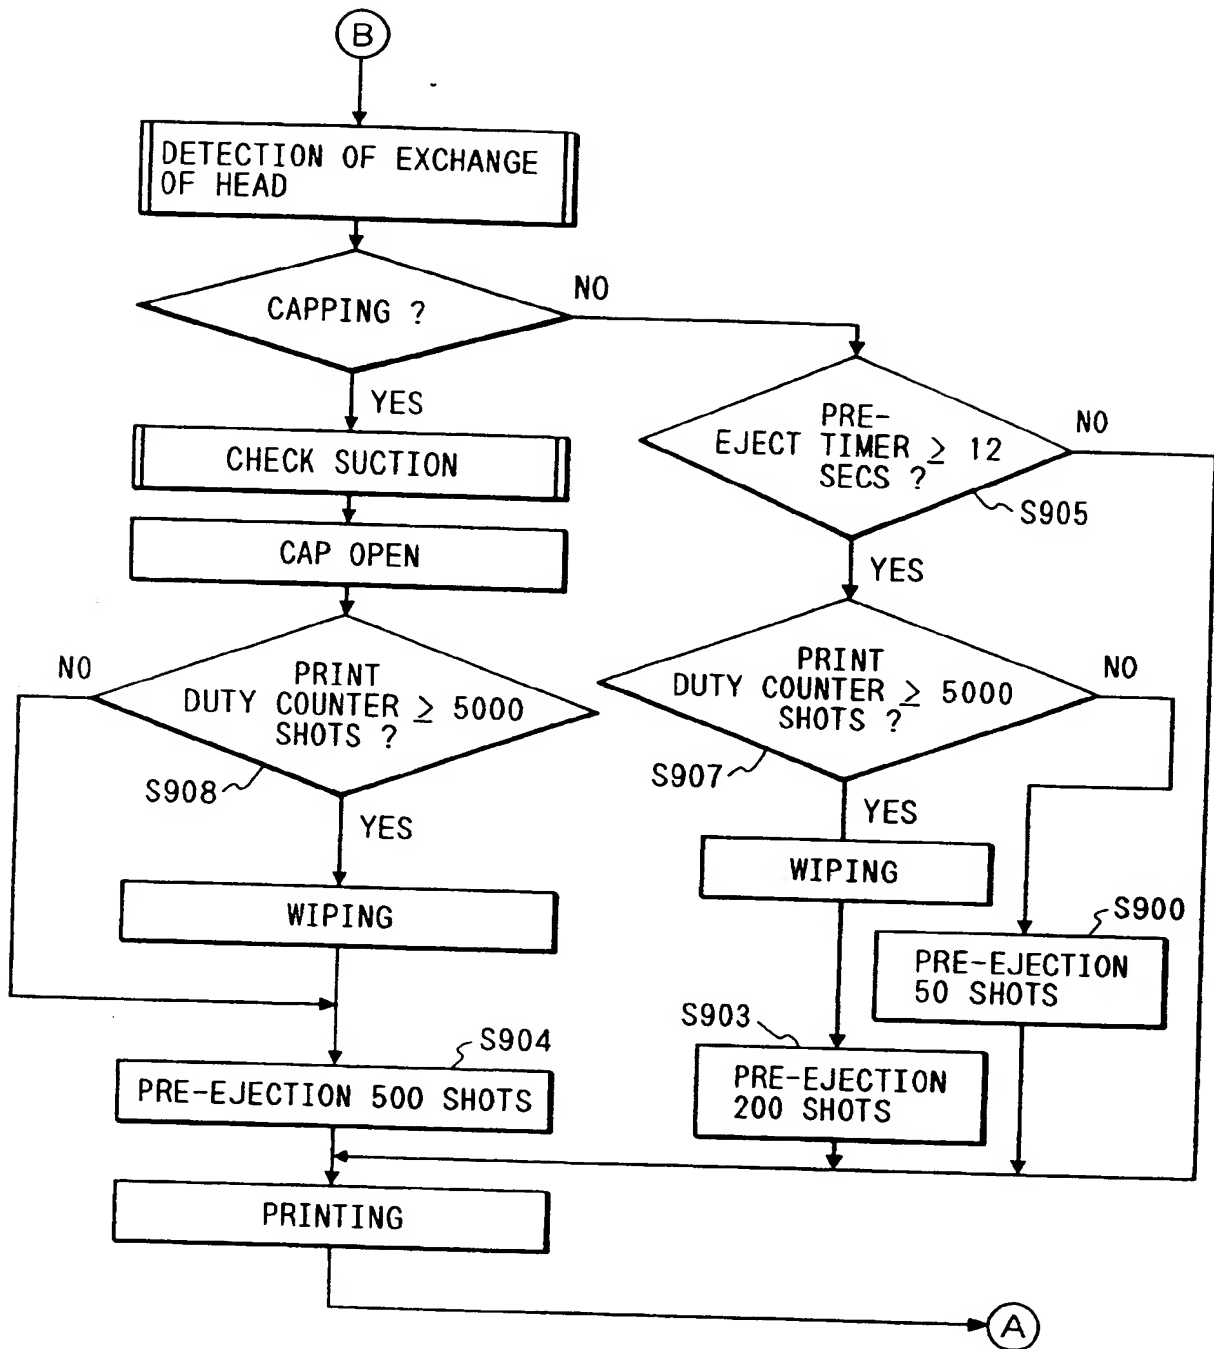 B
DETECTION OF EXCHANGE
OF HEAD
CAPPING ?
NO
YES
CHECK SUCTION
CAP OPEN
PRE-
EJECT TIMER ≥ 12
SECS ?
NO
S905
YES
PRINT
DUTY COUNTER ≥ 5000
SHOTS ?
NO
S908
YES
WIPING
PRINT
DUTY COUNTER ≥ 5000
SHOTS ?
NO
S907
YES
WIPING
S900
PRE-EJECTION
50 SHOTS
S903
PRE-EJECTION
200 SHOTS
S904
PRE-EJECTION 500 SHOTS
PRINTING
A